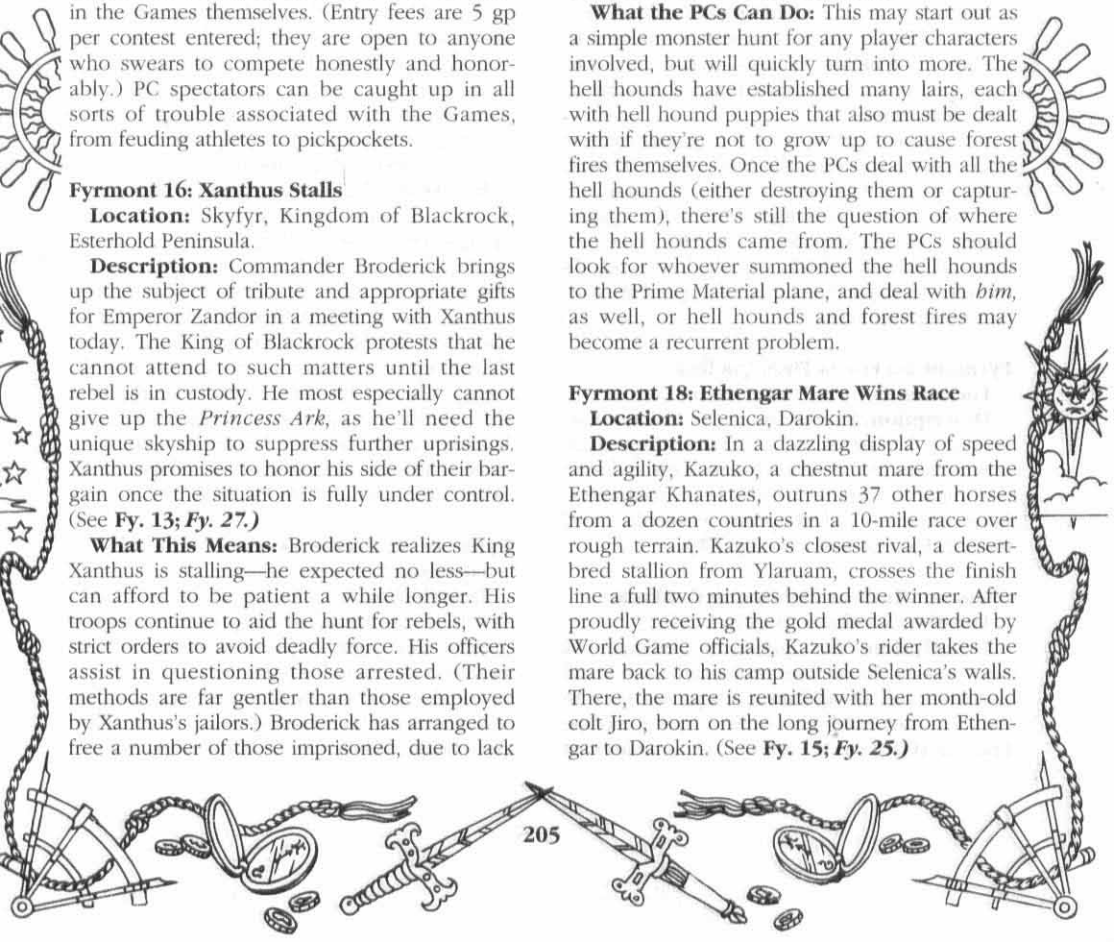 in the Games themselves. (Entry fees are 5 gp
per contest entered; they are open to anyone
who swears to compete honestly and honor-
ably.) PC spectators can be caught up in all
sorts of trouble associated with the Games,
from feuding athletes to pickpockets.
Fyrmont 16: Xanthus Stalls
Location: Skyfyr, Kingdom of Blackrock,
Esterhold Peninsula.
Description: Commander Broderick brings
up the subject of tribute and appropriate gifts
for Emperor Zandor in a meeting with Xanthus
today. The King of Blackrock protests that he
cannot attend to such matters until the last
rebel is in custody. He most especially cannot
give up the Princess Ark, as he'll need the
unique skyship to suppress further uprisings.
Xanthus promises to honor his side of their bar-
gain once the situation is fully under control.
(See Fy. 13; Fy. 27.)
What This Means: Broderick realizes King
Xanthus is stalling—he expected no less—but
can afford to be patient a while longer. His
troops continue to aid the hunt for rebels, with
strict orders to avoid deadly force. His officers
assist in questioning those arrested. (Their
methods are far gentler than those employed
by Xanthus's jailors.) Broderick has arranged to
free a number of those imprisoned, due to lack
What the PCs Can Do: This may start out as
a simple monster hunt for any player characters
involved, but will quickly turn into more. The
hell hounds have established many lairs, each
with hell hound puppies that also must be dealt
with if they're not to grow up to cause forest
fires themselves. Once the PCs deal with all the
hell hounds (either destroying them or captur-
ing them), there's still the question of where
the hell hounds came from. The PCs should
look for whoever summoned the hell hounds
to the Prime Material plane, and deal with him,
as well, or hell hounds and forest fires may
become a recurrent problem.
Fyrmont 18: Ethengar Mare Wins Race
Location: Selenica, Darokin.
Description: In a dazzling display of speed
and agility, Kazuko, a chestnut mare from the
Ethengar Khanates, outruns 37 other horses
from a dozen countries in a 10-mile race over
rough terrain. Kazuko's closest rival, a desert-
bred stallion from Ylaruam, crosses the finish
line a full two minutes behind the winner. After
proudly receiving the gold medal awarded by
World Game officials, Kazuko's rider takes the
mare back to his camp outside Selenica's walls.
There, the mare is reunited with her month-old
colt Jiro, born on the long journey from Ethen-
gar to Darokin. (See Fy. 15; Fy. 25.)
205